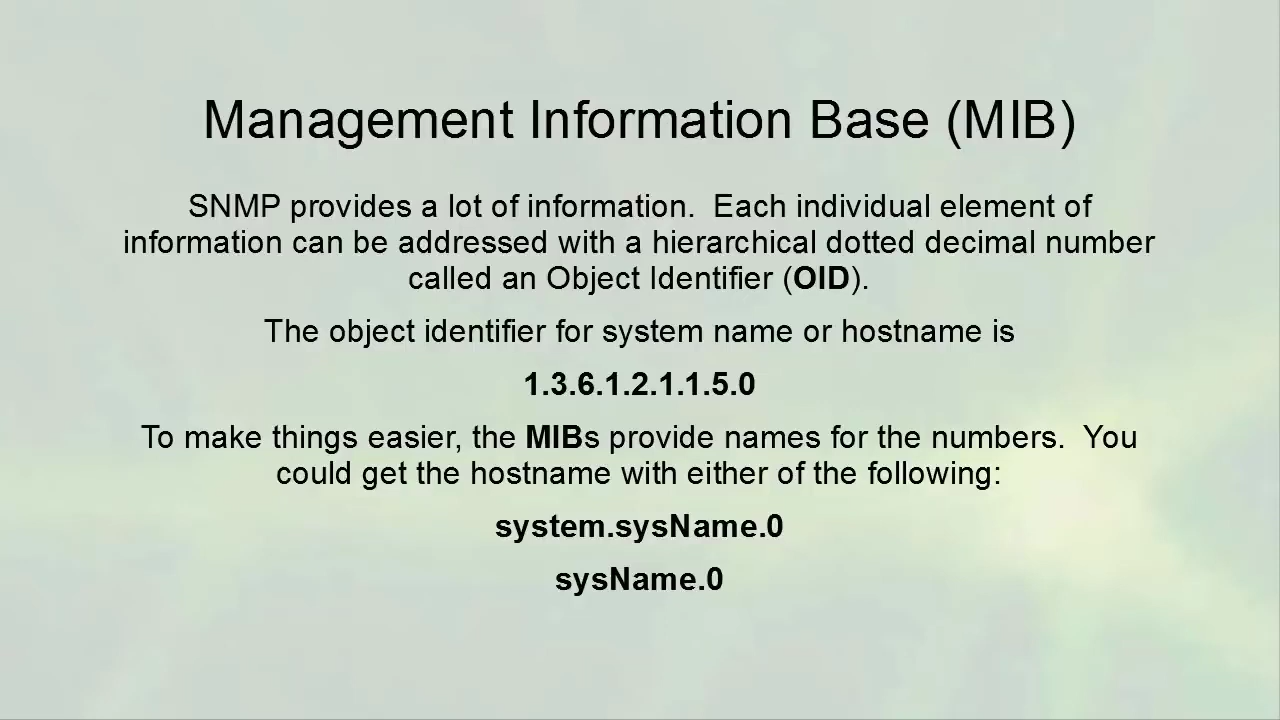 Management Information Base (MIB)
SNMP provides a lot of information.  Each individual element of
information can be addressed with a hierarchical dotted decimal number
called an Object Identifier (OID).
The object identifier for system name or hostname is
1.3.6.1.2.1.1.5.0
To make things easier, the MIBs provide names for the numbers.  You
could get the hostname with either of the following:
system.sysName.0
sysName.0